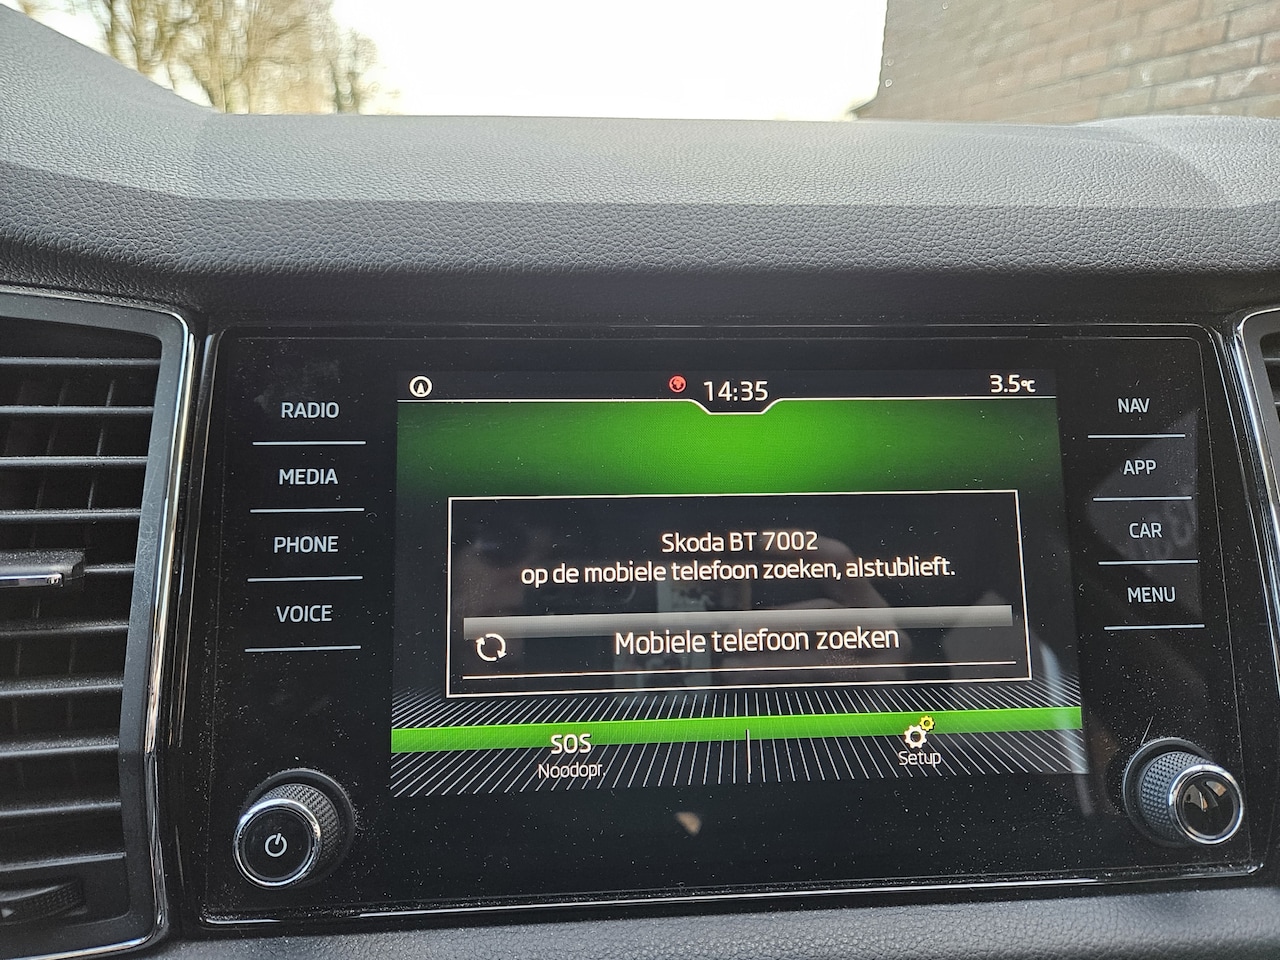 14:35
3.5°C
RADIO
MEDIA
PHONE
VOICE
Skoda BT 7002
op de mobiele telefoon zoeken, alstublieft.
Mobiele telefoon zoeken
SOS
Noodopr.
Setup
NAV
APP
CAR
MENU